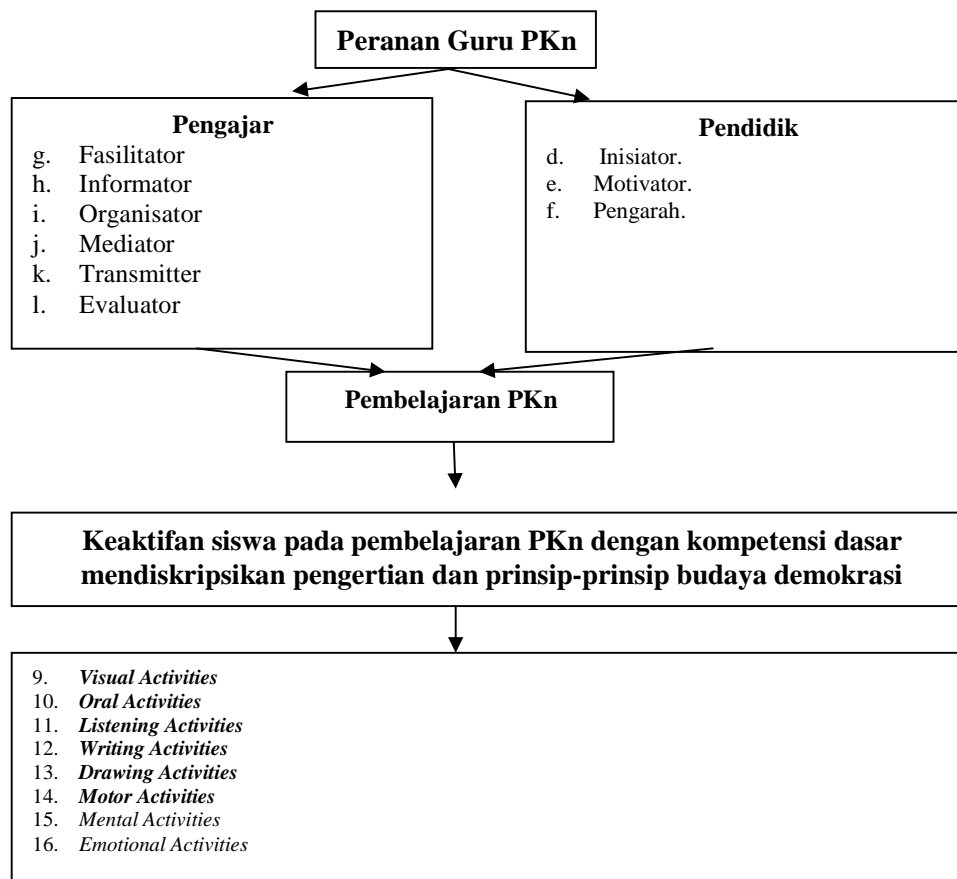 Peranan Guru PKn
Pengajar
g. Fasilitator
h. Informator
i. Organisator
j. Mediator
k. Transmitter
l. Evaluator
Pendidik
d. Inisiator.
e. Motivator.
f. Pengarah.
Pembelajaran PKn
Keaktifan siswa pada pembelajaran PKn dengan kompetensi dasar
mendiskripsikan pengertian dan prinsip-prinsip budaya demokrasi
9. Visual Activities
10. Oral Activities
11. Listening Activities
12. Writing Activities
13. Drawing Activities
14. Motor Activities
15. Mental Activities
16. Emotional Activities